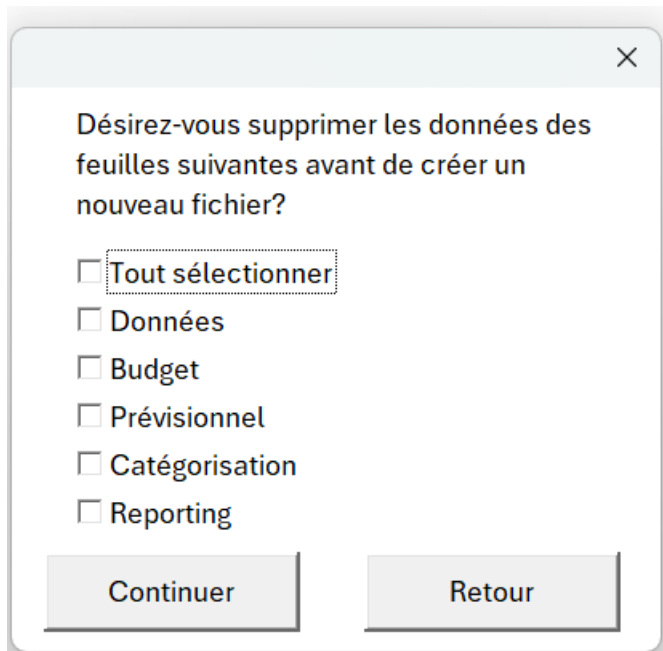 Désirez-vous supprimer les données des
feuilles suivantes avant de créer un
nouveau fichier?
Tout sélectionner
Données
Budget
Prévisionnel
Catégorisation
Reporting
Continuer
Retour